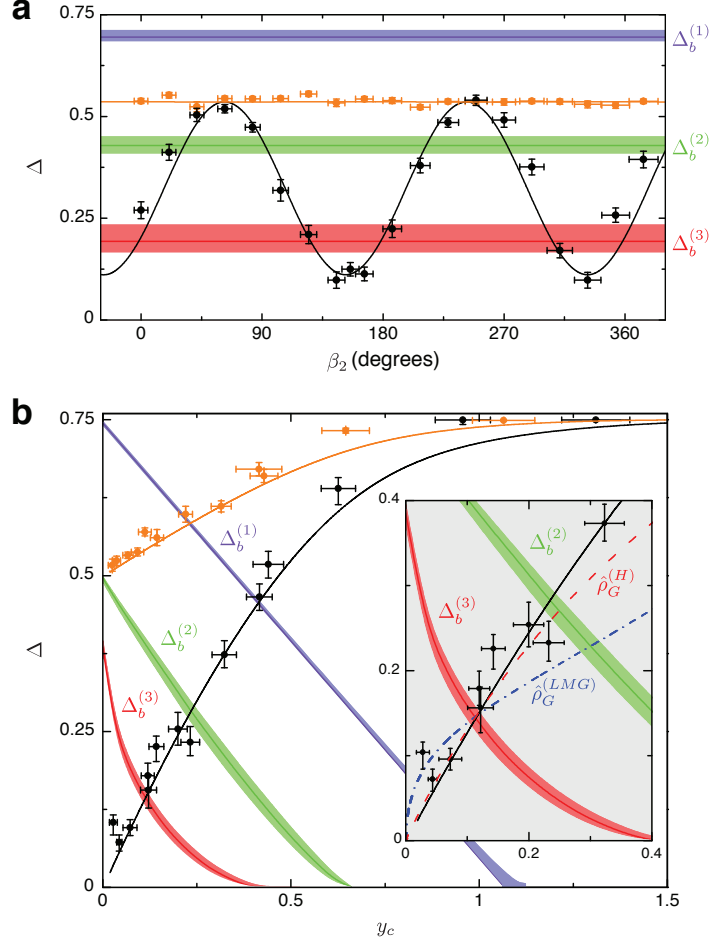 a
0.75
Δ_b^(1)
0.5
Δ_b^(2)
Δ
0.25
Δ_b^(3)
0
0 90 180 270 360
β_2 (degrees)
b
0.75
0.4
Δ_b^(2)
Δ_b^(1)
ρ̂_G^(H)
0.5
Δ_b^(3)
Δ_b^(2)
0.2
Δ
ρ̂_G^(LMG)
Δ_b^(3)
0.25
0
0 0.2 0.4
0
0 0.5 1 1.5
y_c